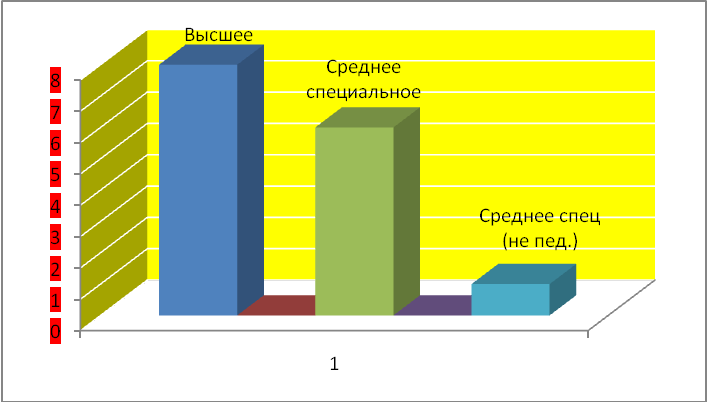 Высшее
Среднее
специальное
Среднее спец
(не пед.)
8
7
6
5
4
3
2
1
0
1